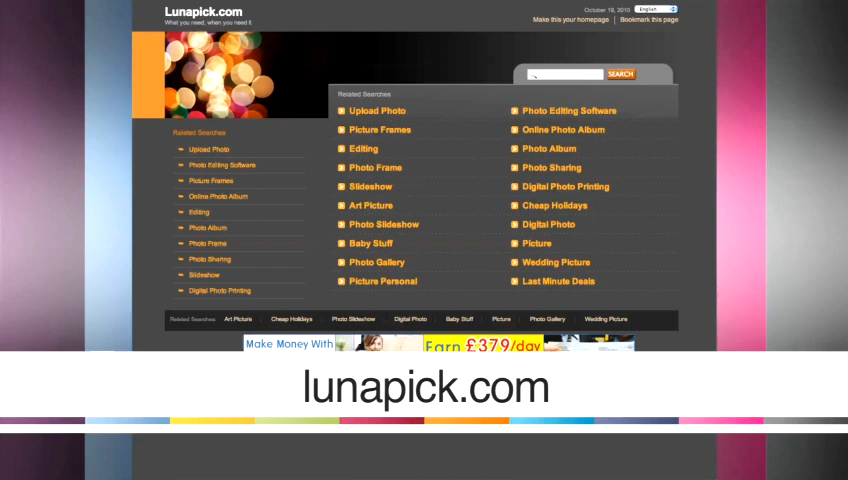 Lunapick.com
What you need, when you need it
October 19, 2010 English
Make this your homepage | Bookmark this page
SEARCH
Related Searches
Upload Photo
Picture Frames
Editing
Photo Frame
Slideshow
Art Picture
Photo Slideshow
Baby Stuff
Photo Gallery
Picture Personal
Photo Editing Software
Online Photo Album
Photo Album
Photo Sharing
Digital Photo Printing
Cheap Holidays
Digital Photo
Picture
Wedding Picture
Last Minute Deals
Related Searches
Upload Photo
Photo Editing Software
Picture Frames
Online Photo Album
Editing
Photo Album
Photo Frame
Photo Sharing
Slideshow
Digital Photo Printing
Related Searches Art Picture Cheap Holidays Photo Slideshow Digital Photo Baby Stuff Picture Photo Gallery Wedding Picture
Make Money With Earn £379/day
lunapick.com